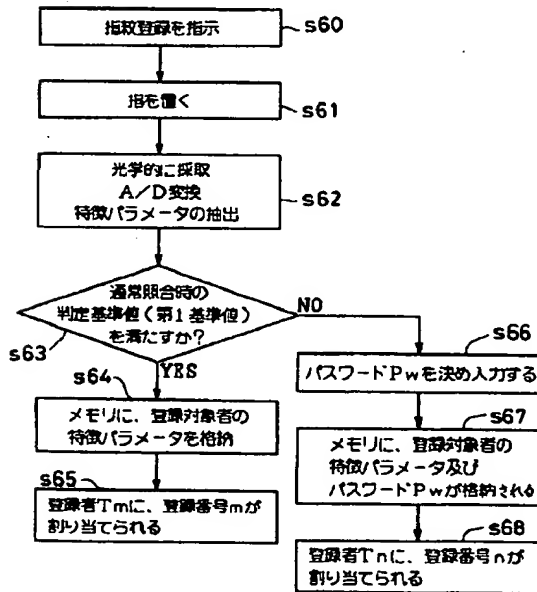 指紋登録を指示
s60
指を置く
s61
光学的に採取
A/D変換
特徴パラメータの抽出
s62
通常照合時の
判定基準値(第1基準値)
を満たすか?
s63
NO
YES
s64
メモリに、登録対象者の
特徴パラメータを格納
s65
登録者Tmに、登録番号mが
割り当てられる
s66
パスワードPwを決め入力する
s67
メモリに、登録対象者の
特徴パラメータ及び
パスワードPwが格納される
s68
登録者Tnに、登録番号nが
割り当てられる